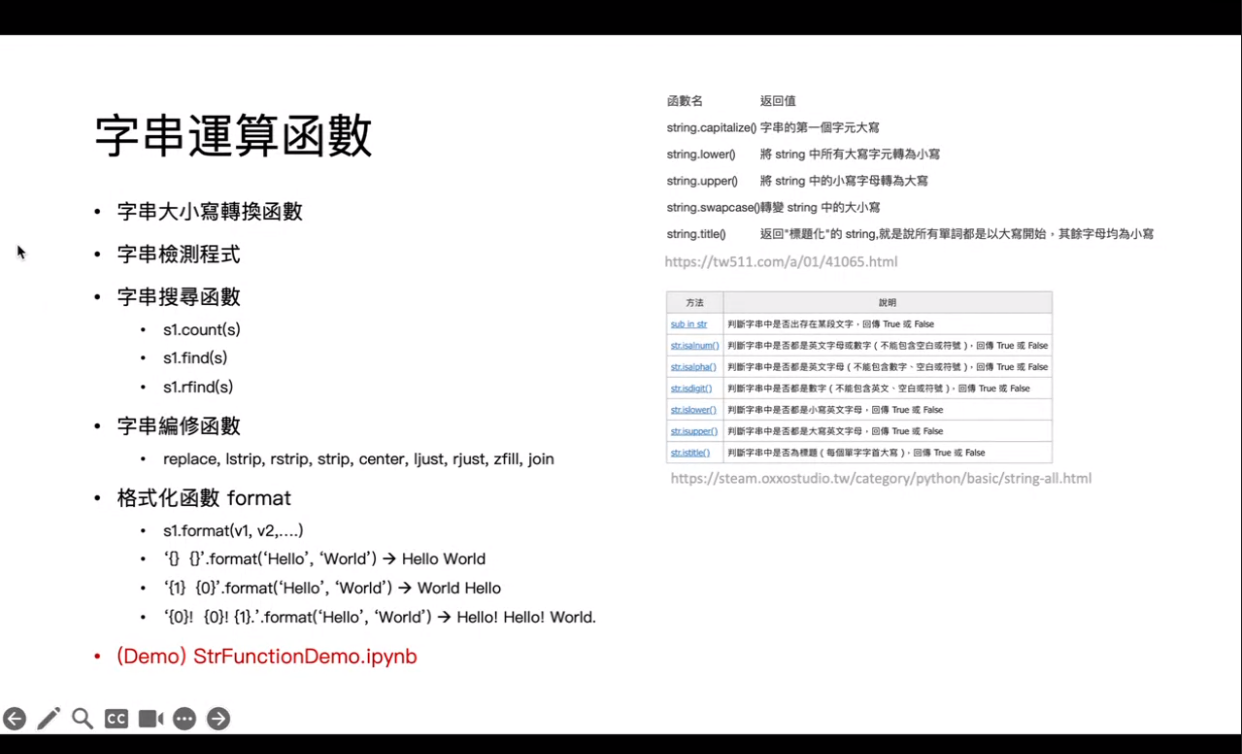 字串運算函數
• 字串大小寫轉換函數
• 字串檢測程式
• 字串搜尋函數
• s1.count(s)
• s1.find(s)
• s1.rfind(s)
• 字串編修函數
• replace, lstrip, rstrip, strip, center, ljust, rjust, zfill, join
• 格式化函數 format
• s1.format(v1, v2,....)
• ‘{} {}’.format(‘Hello’, ‘World’) → Hello World
• ‘{1} {0}’.format(‘Hello’, ‘World’) → World Hello
• ‘{0}! {0}! {1}.’.format(‘Hello’, ‘World’) → Hello! Hello! World.
• (Demo) StrFunctionDemo.ipynb
函數名 返回值
string.capitalize() 字串的第一個字元大寫
string.lower() 將 string 中所有大寫字元轉為小寫
string.upper() 將 string 中的小寫字母轉為大寫
string.swapcase()轉變 string 中的大小寫
string.title() 返回"標題化"的 string,就是說所有單詞都是以大寫開始，其餘字母均為小寫
https://tw511.com/a/01/41065.html
方法 說明
sub in str 判斷字串中是否出存在某段文字，回傳 True 或 False
str.isalnum() 判斷字串中是否都是英文字母或數字 ( 不能包含空白或符號 )，回傳 True 或 False
str.isalpha() 判斷字串中是否都是英文字母 ( 不能包含數字、空白或符號 )，回傳 True 或 False
str.isdigit() 判斷字串中是否都是數字 ( 不能包含英文、空白或符號 )，回傳 True 或 False
str.islower() 判斷字串中是否都是小寫英文字母，回傳 True 或 False
str.isupper() 判斷字串中是否都是大寫英文字母，回傳 True 或 False
str.istitle() 判斷字串中是否為標題 ( 每個單字字首大寫 )，回傳 True 或 False
https://steam.oxxostudio.tw/category/python/basic/string-all.html
CC